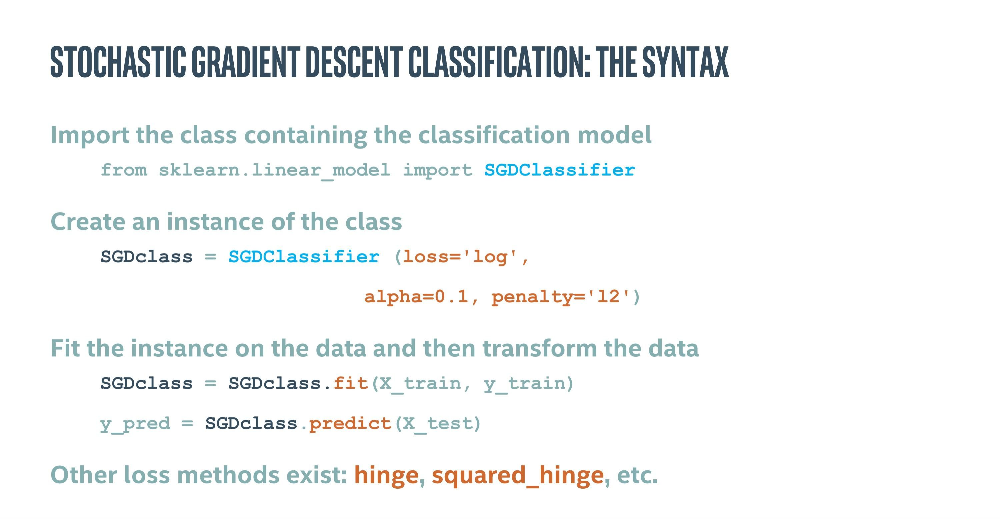 STOCHASTIC GRADIENT DESCENT CLASSIFICATION: THE SYNTAX
Import the class containing the classification model
from sklearn.linear_model import SGDClassifier
Create an instance of the class
SGDclass = SGDClassifier (loss='log',
alpha=0.1, penalty='l2')
Fit the instance on the data and then transform the data
SGDclass = SGDclass.fit(X_train, y_train)
y_pred = SGDclass.predict(X_test)
Other loss methods exist: hinge, squared_hinge, etc.